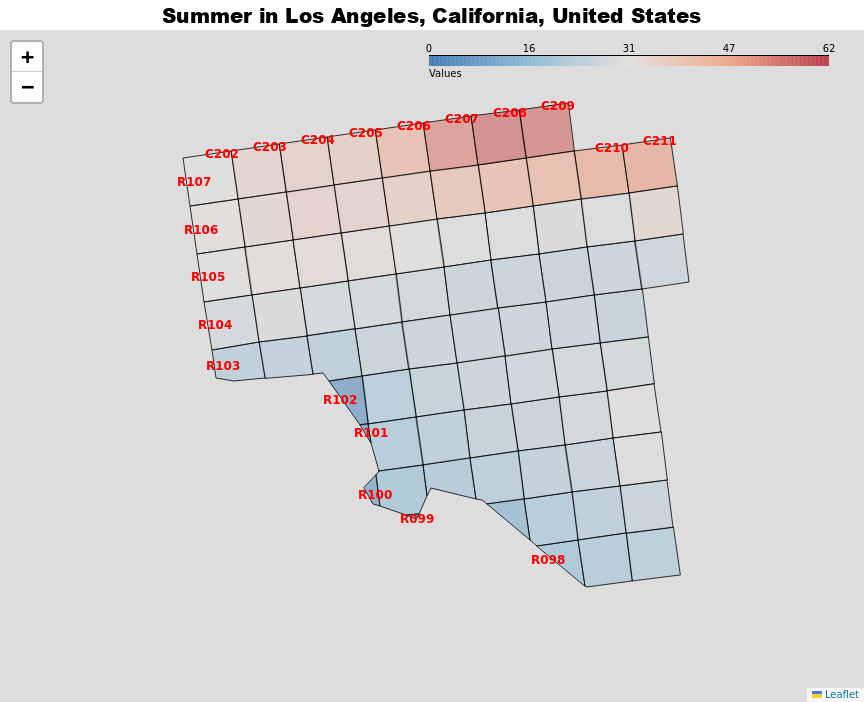 Summer in Los Angeles, California, United States
+
−
0 16 31 47 62
Values
C209
C208
C207
C206
C205
C204
C203
C202
C211
C210
R107
R106
R105
R104
R103
R102
R101
R100
R099
R098
Leaflet